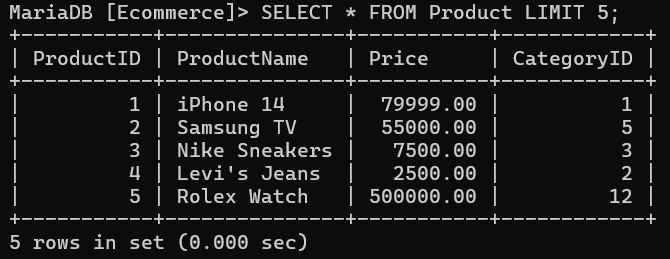 MariaDB [Ecommerce]> SELECT * FROM Product LIMIT 5;
+-----------+---------------+-----------+------------+
| ProductID | ProductName   | Price     | CategoryID |
+-----------+---------------+-----------+------------+
|         1 | iPhone 14     |  79999.00 |          1 |
|         2 | Samsung TV    |  55000.00 |          5 |
|         3 | Nike Sneakers |   7500.00 |          3 |
|         4 | Levi's Jeans  |   2500.00 |          2 |
|         5 | Rolex Watch   | 500000.00 |         12 |
+-----------+---------------+-----------+------------+
5 rows in set (0.000 sec)